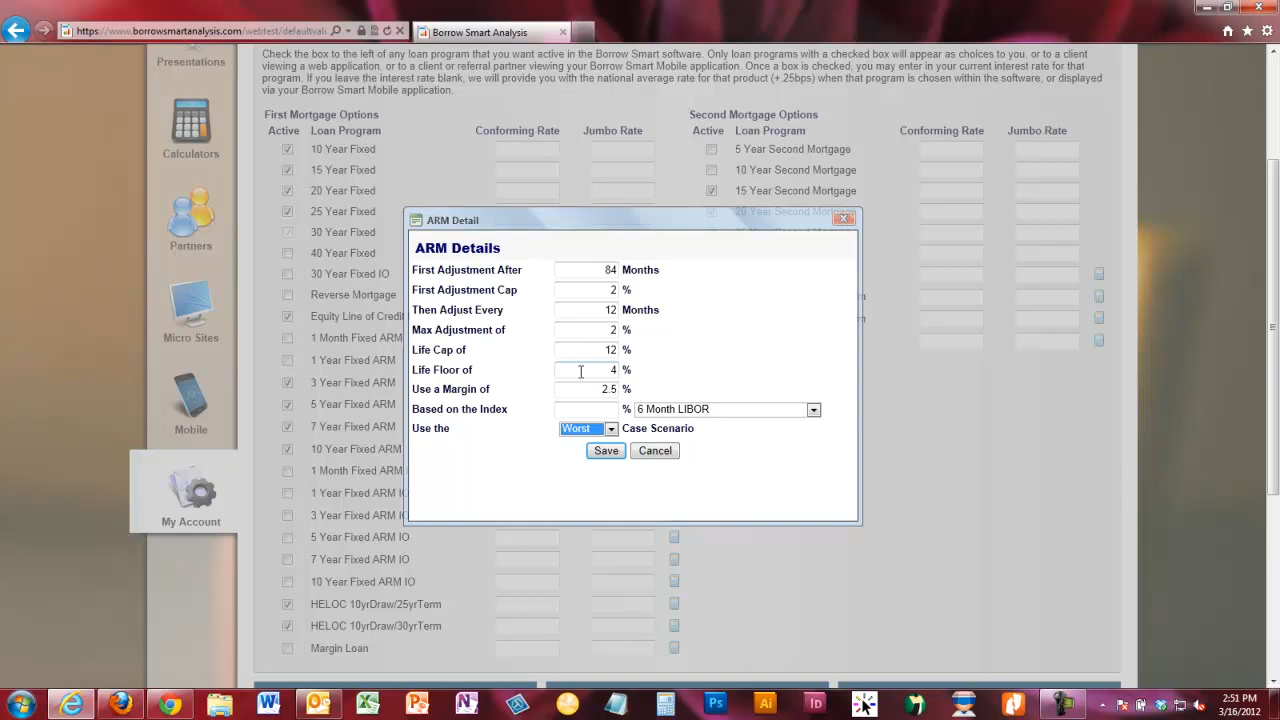 https://www.borrowsmartanalysis.com/webtest/defaultval
Borrow Smart Analysis
Presentations
Calculators
Partners
Micro Sites
Mobile
My Account
Check the box to the left of any loan program that you want active in the Borrow Smart software. Only loan programs with a checked box will appear as choices to you, or to a client
viewing a web application, or to a client or referral partner viewing your Borrow Smart Mobile application. Once a box is checked, you may enter in your current interest rate for that
program. If you leave the interest rate blank, we will provide you with the national average rate for that product (+.25bps) when that program is chosen within the software, or displayed
via your Borrow Smart Mobile application.
First Mortgage Options
Active Loan Program Conforming Rate Jumbo Rate
10 Year Fixed
15 Year Fixed
20 Year Fixed
25 Year Fixed
30 Year Fixed
40 Year Fixed
30 Year Fixed IO
Reverse Mortgage
Equity Line of Credit
1 Month Fixed ARM
1 Year Fixed ARM
3 Year Fixed ARM
5 Year Fixed ARM
7 Year Fixed ARM
10 Year Fixed ARM
1 Month Fixed ARM
1 Year Fixed ARM IO
3 Year Fixed ARM IO
5 Year Fixed ARM IO
7 Year Fixed ARM IO
10 Year Fixed ARM IO
HELOC 10yrDraw/25yrTerm
HELOC 10yrDraw/30yrTerm
Margin Loan
Second Mortgage Options
Active Loan Program Conforming Rate Jumbo Rate
5 Year Second Mortgage
10 Year Second Mortgage
15 Year Second Mortgage
20 Year Second Mortgage
ARM Detail
ARM Details
First Adjustment After 84 Months
First Adjustment Cap 2 %
Then Adjust Every 12 Months
Max Adjustment of 2 %
Life Cap of 12 %
Life Floor of 4 %
Use a Margin of 2.5 %
Based on the Index % 6 Month LIBOR
Use the Worst Case Scenario
Save Cancel
2:51 PM
3/16/2012